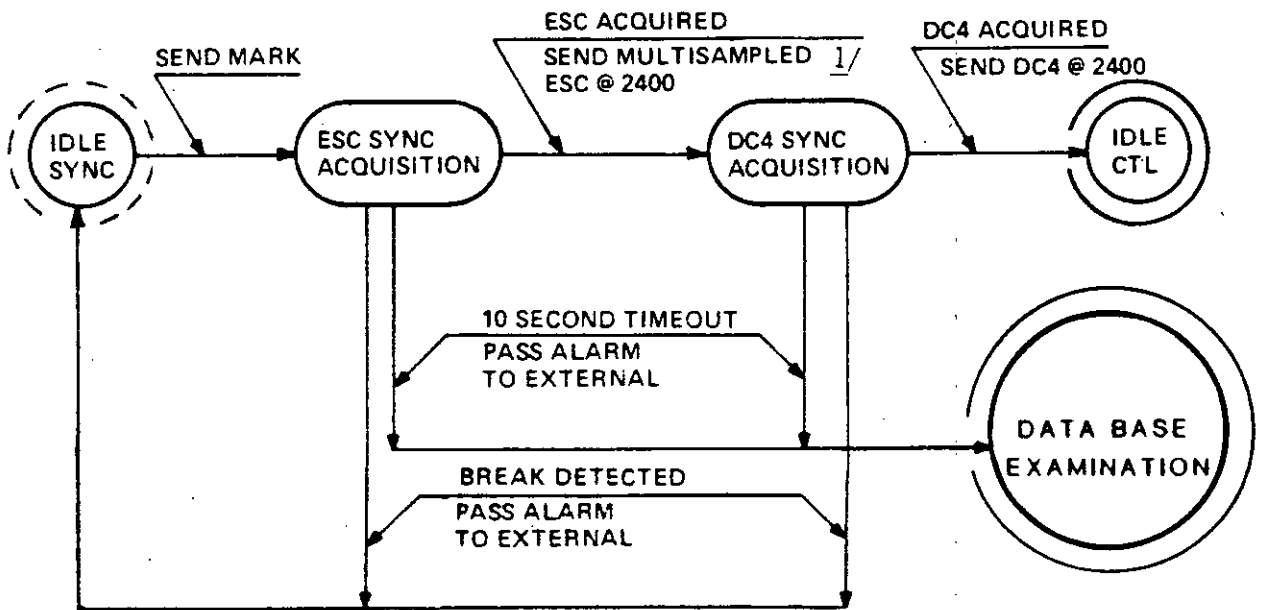 ESC ACQUIRED
SEND MULTISAMPLED 1/
ESC @ 2400
DC4 ACQUIRED
SEND DC4 @ 2400
SEND MARK
IDLE
SYNC
ESC SYNC
ACQUISITION
DC4 SYNC
ACQUISITION
IDLE
CTL
10 SECOND TIMEOUT
PASS ALARM
TO EXTERNAL
DATA BASE
EXAMINATION
BREAK DETECTED
PASS ALARM
TO EXTERNAL